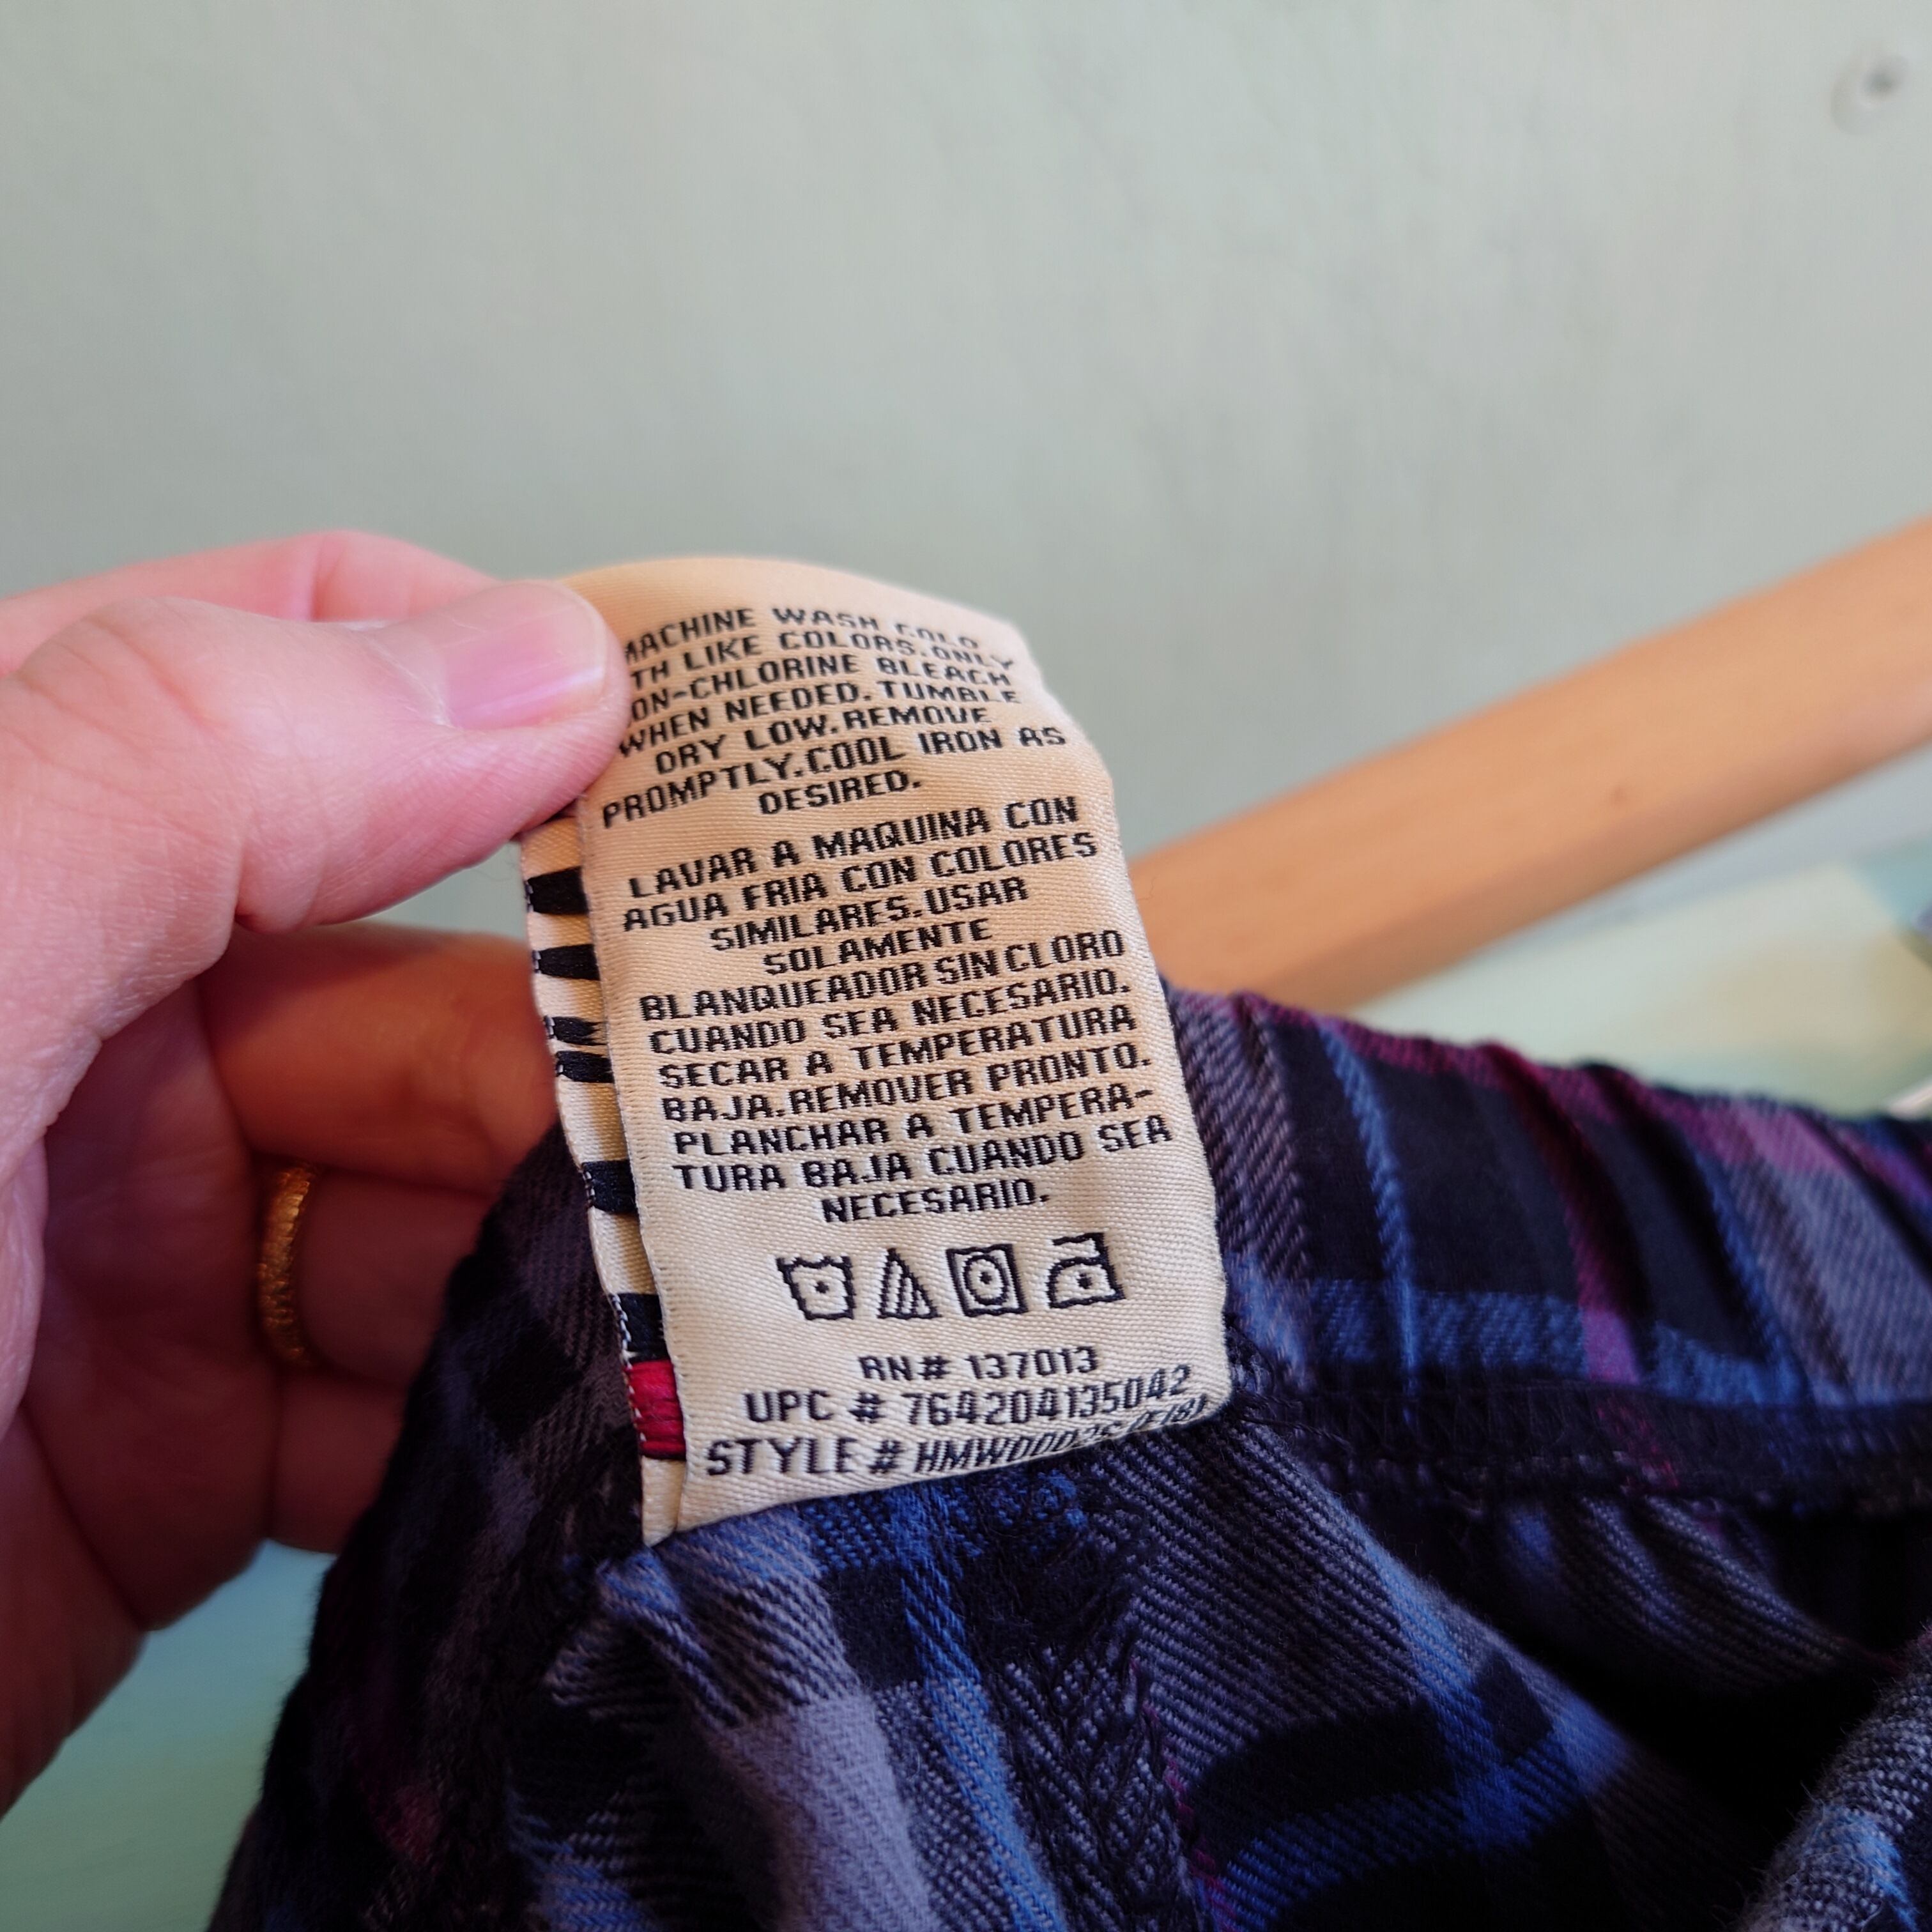 MACHINE WASH COLD
TH LIKE COLORS.ONLY
ON-CHLORINE BLEACH
WHEN NEEDED.TUMBLE
DRY LOW.REMOVE
PROMPTLY.COOL IRON AS
DESIRED.
LAVAR A MAQUINA CON
AGUA FRIA CON COLORES
SIMILARES.USAR
SOLAMENTE
BLANQUEADOR SIN CLORO
CUANDO SEA NECESARIO.
SECAR A TEMPERATURA
BAJA.REMOVER PRONTO.
PLANCHAR A TEMPERA-
TURA BAJA CUANDO SEA
NECESARIO.
RN# 137013
UPC # 764204135042
STYLE #